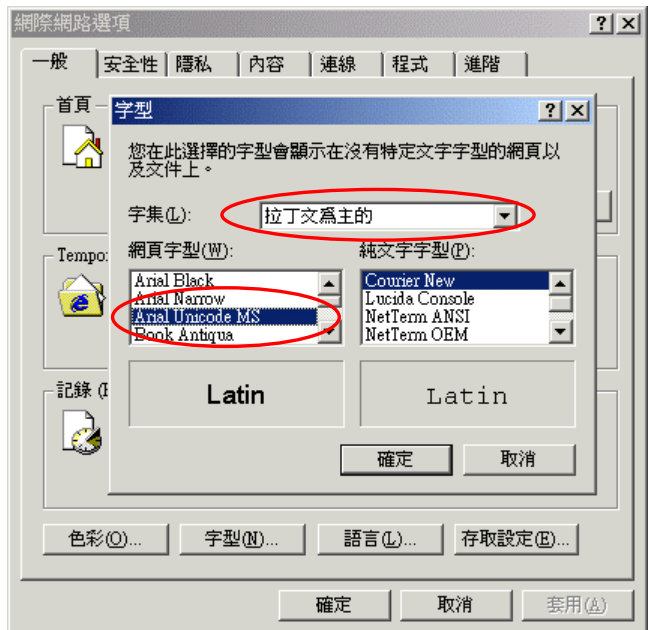 網際網路選項
一般 安全性 隱私 內容 連線 程式 進階
首頁
字型
您在此選擇的字型會顯示在沒有特定文字字型的網頁以
及文件上。
字集(L): 拉丁文爲主的
Tempo:
網頁字型(W): 純文字字型(P):
Arial Black
Arial Narrow
Arial Unicode MS
Book Antiqua
Courier New
Lucida Console
NetTerm ANSI
NetTerm OEM
Latin Latin
記錄
確定 取消
色彩(O)... 字型(N)... 語言(L)... 存取設定(E)...
確定 取消 套用(A)